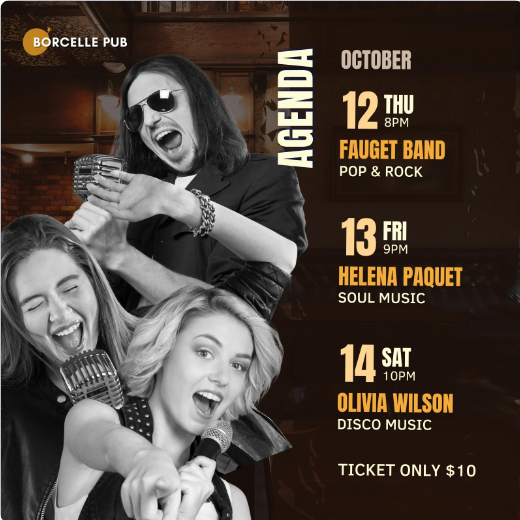 BORCELLE PUB
AGENDA
OCTOBER
12 THU
8PM
FAUGET BAND
POP & ROCK
13 FRI
9PM
HELENA PAQUET
SOUL MUSIC
14 SAT
10PM
OLIVIA WILSON
DISCO MUSIC
TICKET ONLY $10